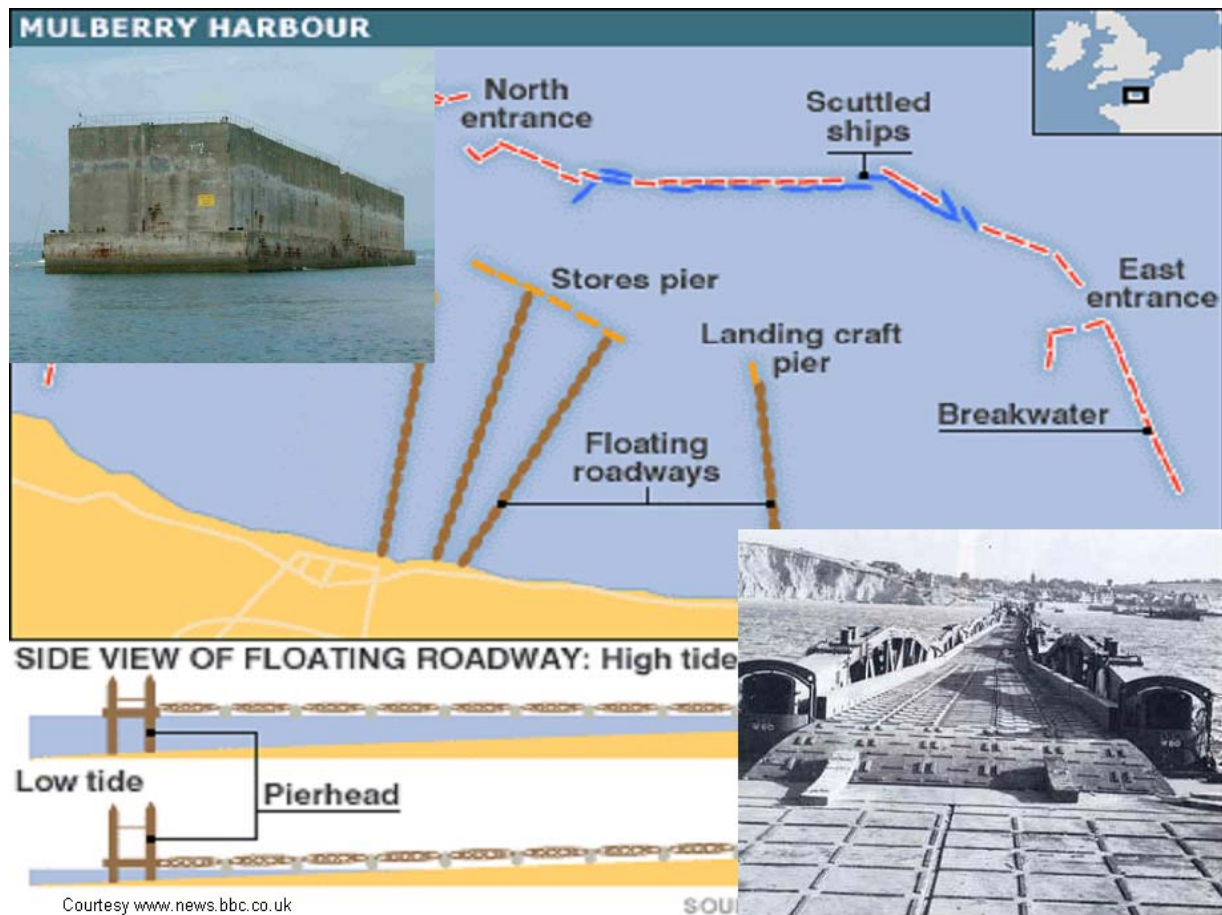 MULBERRY HARBOUR
North
entrance
Scuttled
ships
Stores pier
East
entrance
Landing craft
pier
Breakwater
Floating
roadways
SIDE VIEW OF FLOATING ROADWAY: High tide
Low tide
Pierhead
Courtesy www.news.bbc.co.uk